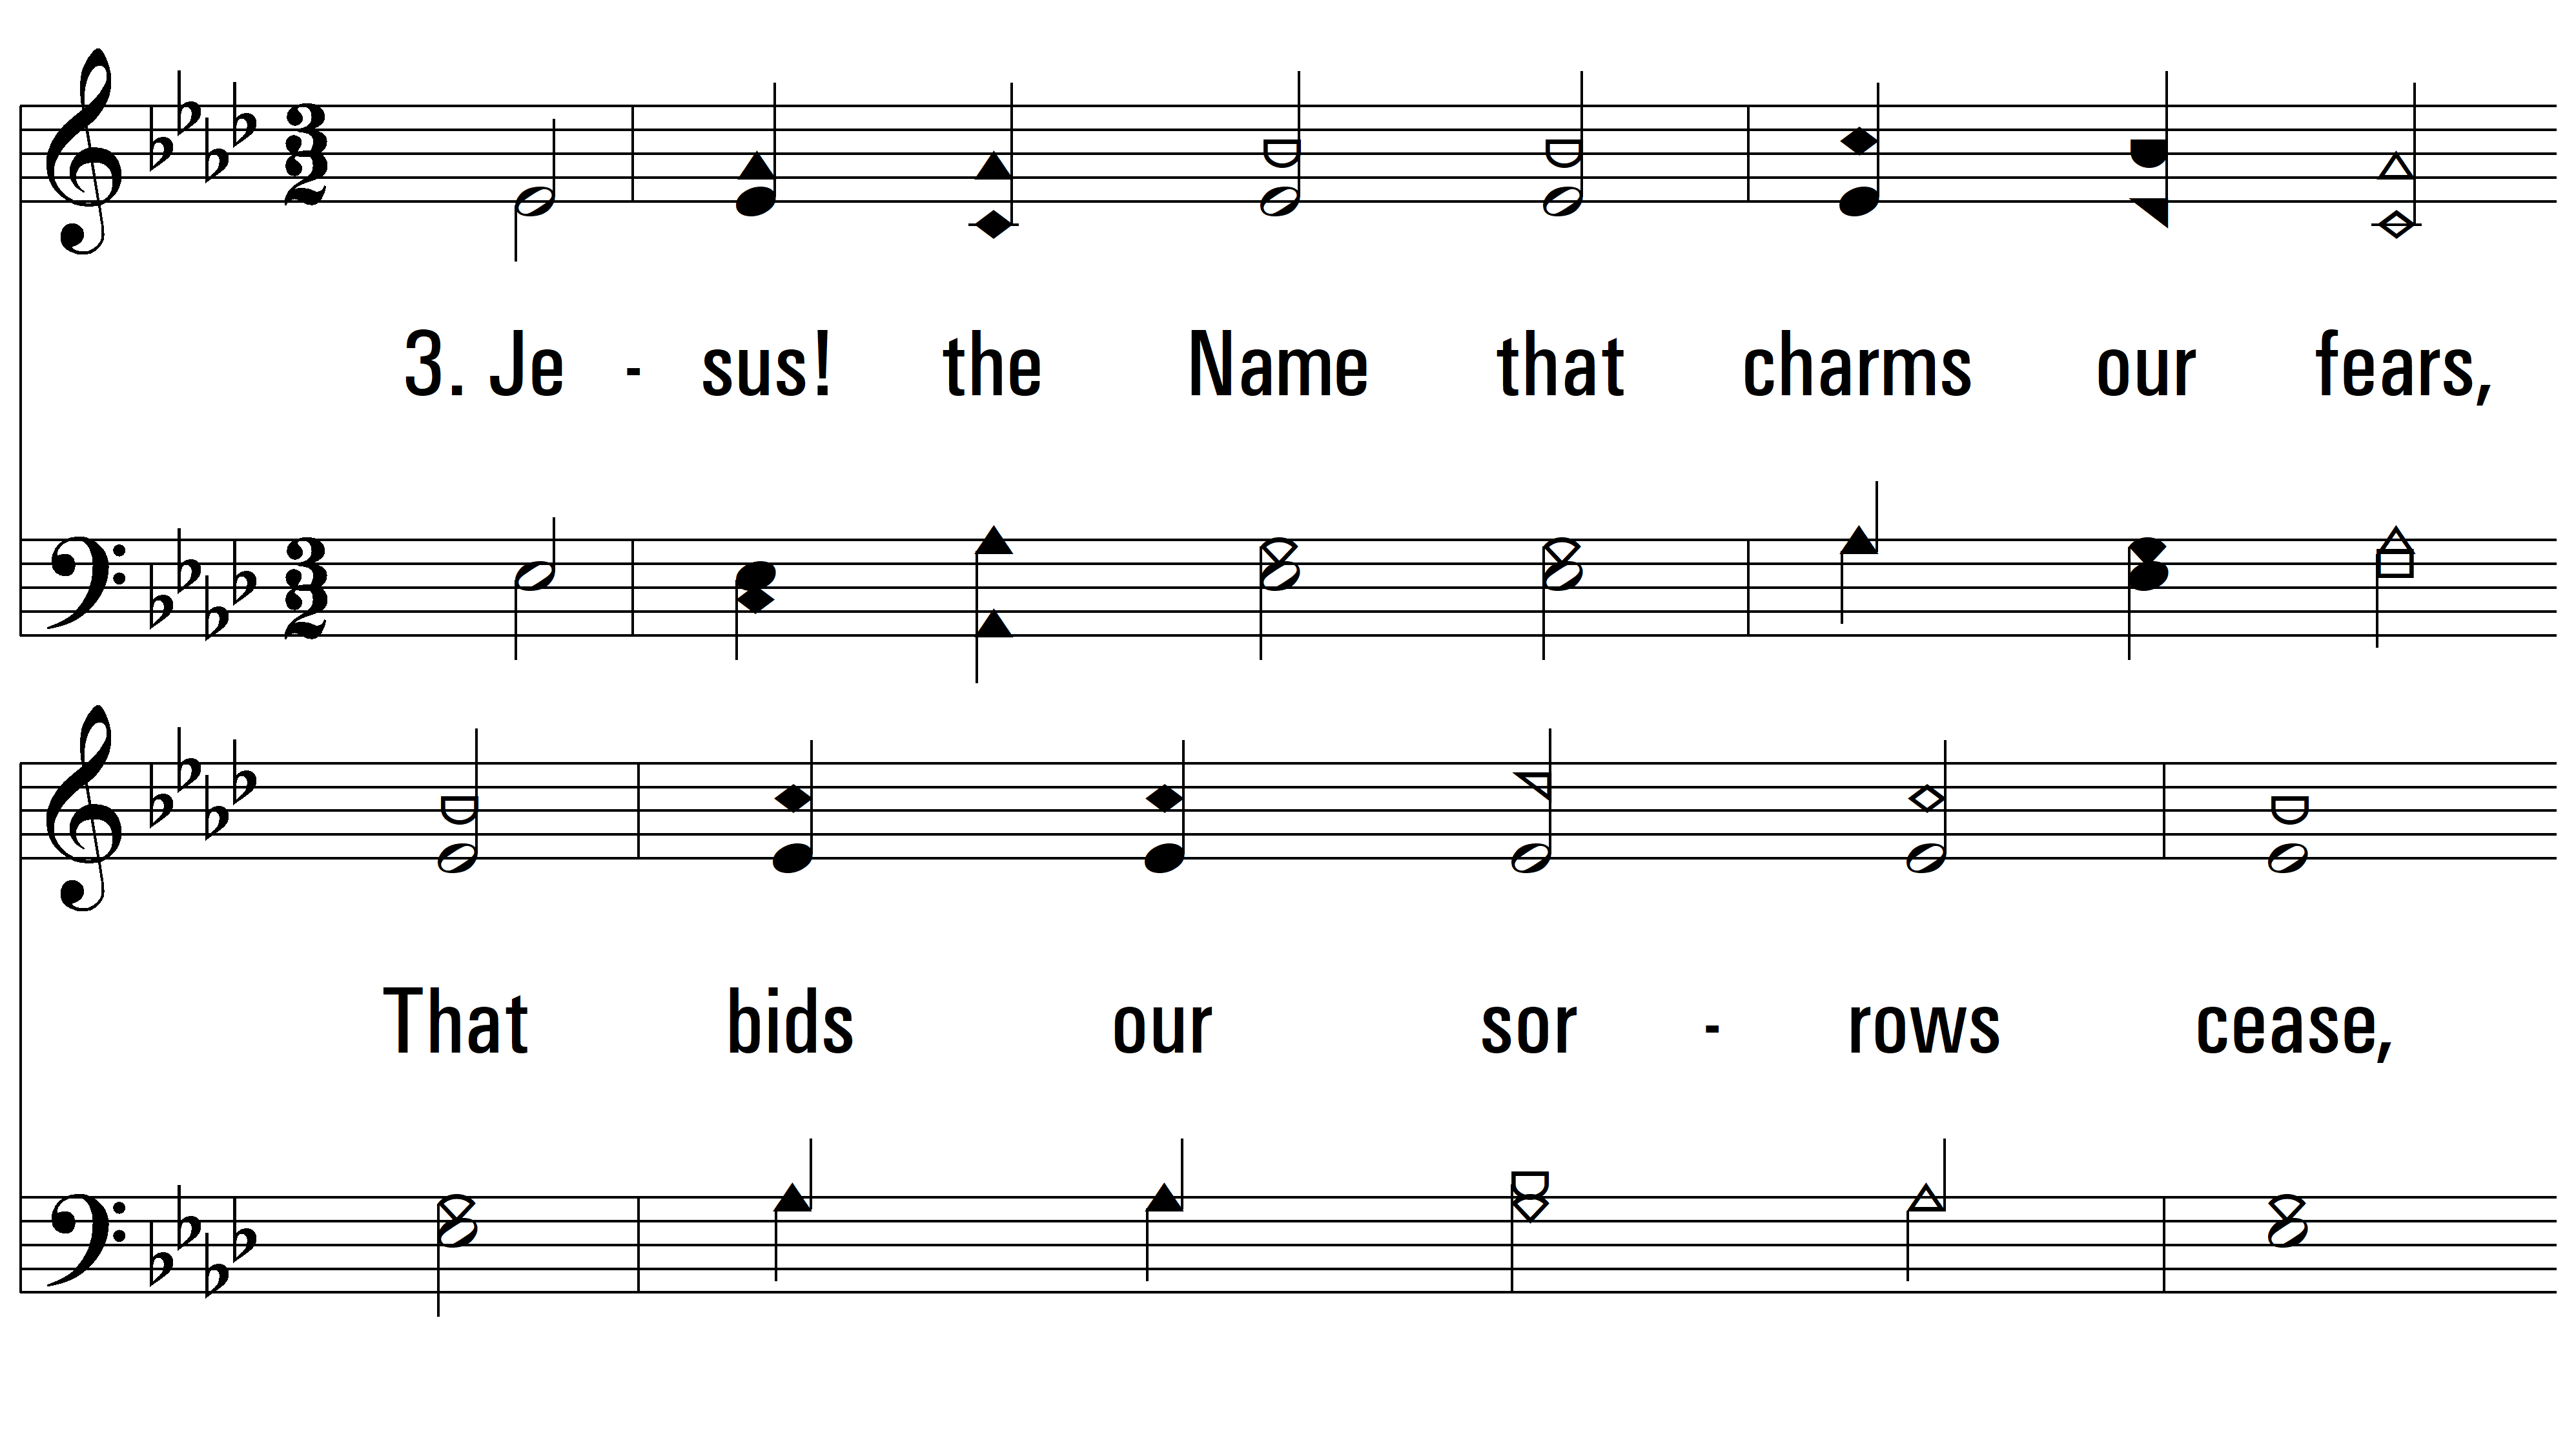 3. Je - sus! the Name that charms our fears,
That bids our sor - rows cease,